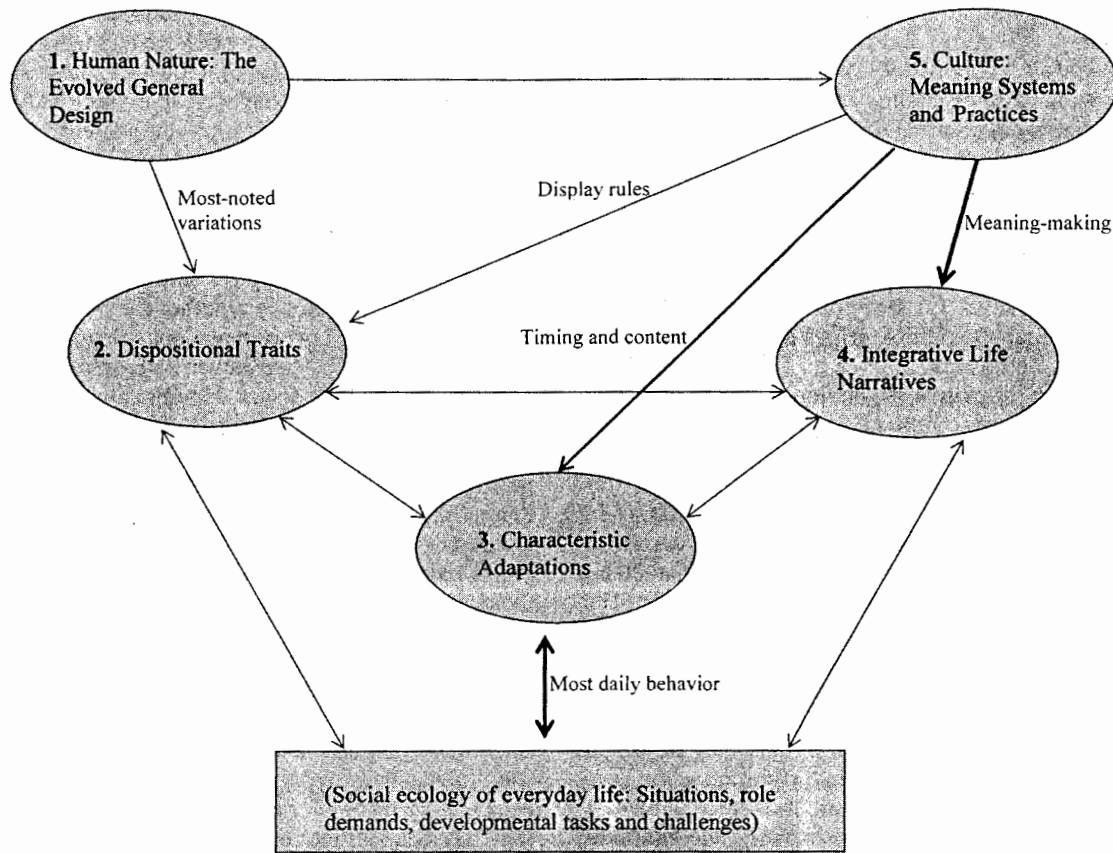 1. Human Nature: The
Evolved General
Design
5. Culture:
Meaning Systems
and Practices
Most-noted
variations
Display rules
Meaning-making
2. Dispositional Traits
Timing and content
4. Integrative Life
Narratives
3. Characteristic
Adaptations
Most daily behavior
(Social ecology of everyday life: Situations, role
demands, developmental tasks and challenges)